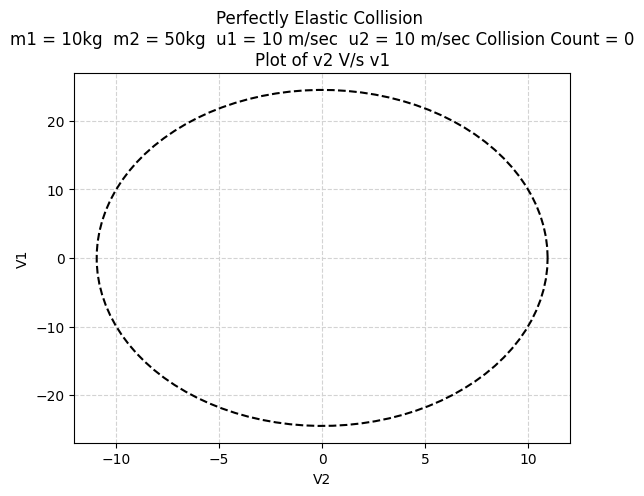 Perfectly Elastic Collision
m1 = 10kg  m2 = 50kg  u1 = 10 m/sec  u2 = 10 m/sec Collision Count = 0
Plot of v2 V/s v1
20
10
0
−10
−20
V1
−10
−5
0
5
10
V2